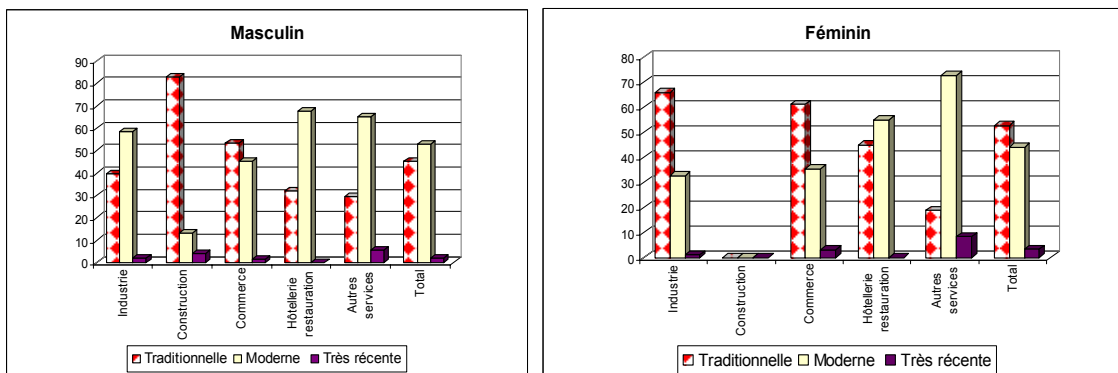 Masculin
90
80
70
60
50
40
30
20
10
0
Industrie
Construction
Commerce
Hôtellerie
restauration
Autres
services
Total
Traditionnelle Moderne Très récente
Féminin
80
70
60
50
40
30
20
10
0
Industrie
Construction
Commerce
Hôtellerie
restauration
Autres
services
Total
Traditionnelle Moderne Très récente